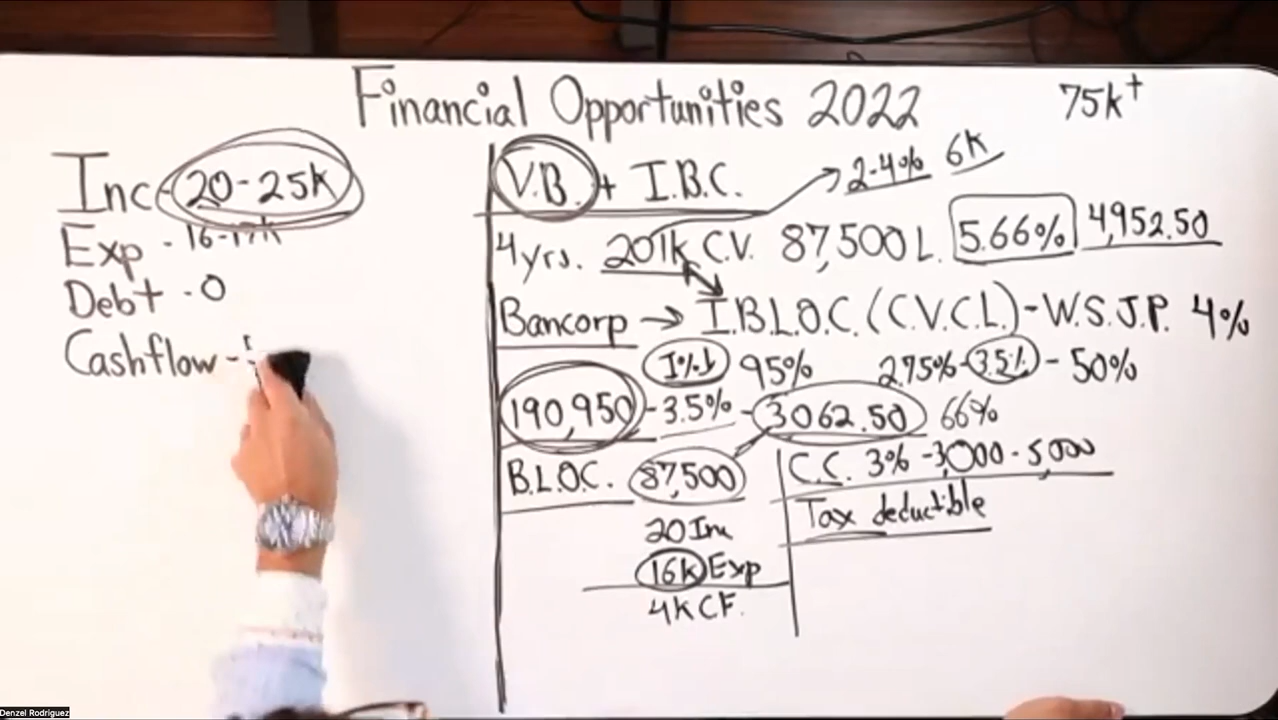 Financial Opportunities 2022
75k+
Inc - 20-25k
Exp - 16-17k
Debt - 0
Cashflow -
V.B. + I.B.C.
2-4% 6k
4yrs. 201k C.V. 87,500 L. 5.66% 4,952.50
Bancorp → I.B.L.O.C. (C.V.C.L.) - W.S.J.P. 4%
1%↓ 95% 2.75% - 3.5% - 50%
190,950 - 3.5% - 3062.50 66%
B.L.O.C. 87,500
C.C. 3% - 3,000 - 5,000
Tax deductible
20 Inc
16k Exp
4k CF.
Denzel Rodriguez